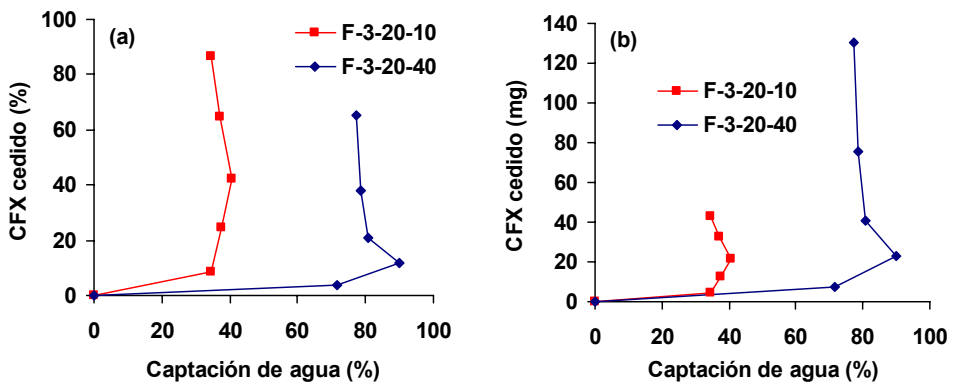 (a)
F-3-20-10
F-3-20-40
CFX cedido (%)
100
80
60
40
20
0
0 20 40 60 80 100
Captación de agua (%)
(b)
F-3-20-10
F-3-20-40
CFX cedido (mg)
140
120
100
80
60
40
20
0
0 20 40 60 80 100
Captación de agua (%)